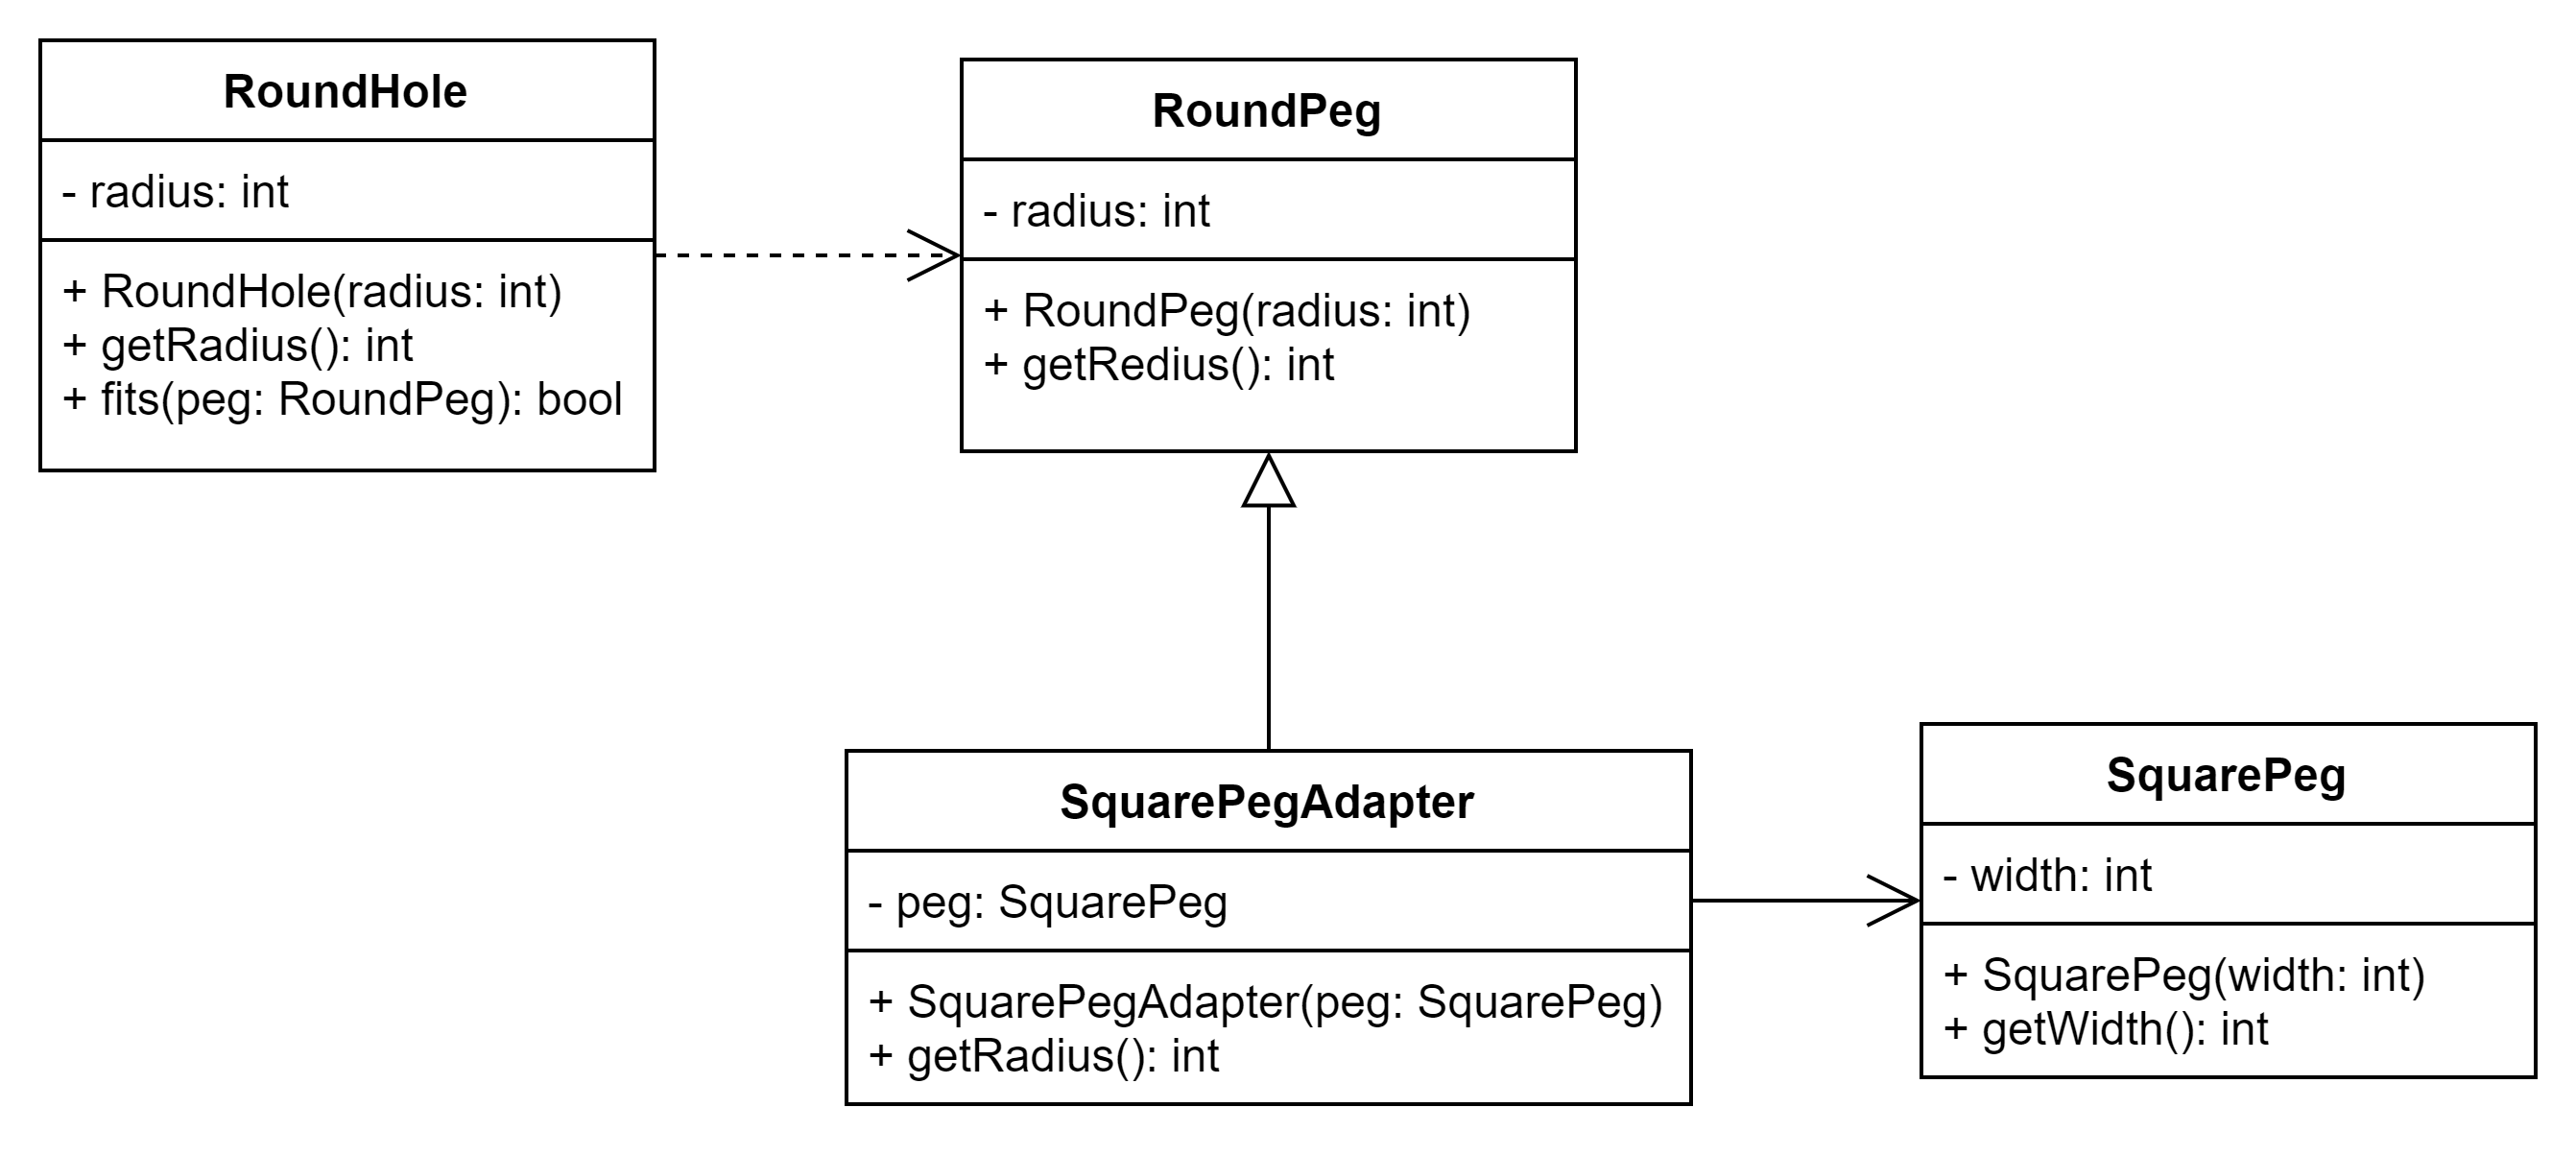 RoundHole
- radius: int
+ RoundHole(radius: int)
+ getRadius(): int
+ fits(peg: RoundPeg): bool
RoundPeg
- radius: int
+ RoundPeg(radius: int)
+ getRedius(): int
SquarePegAdapter
- peg: SquarePeg
+ SquarePegAdapter(peg: SquarePeg)
+ getRadius(): int
SquarePeg
- width: int
+ SquarePeg(width: int)
+ getWidth(): int